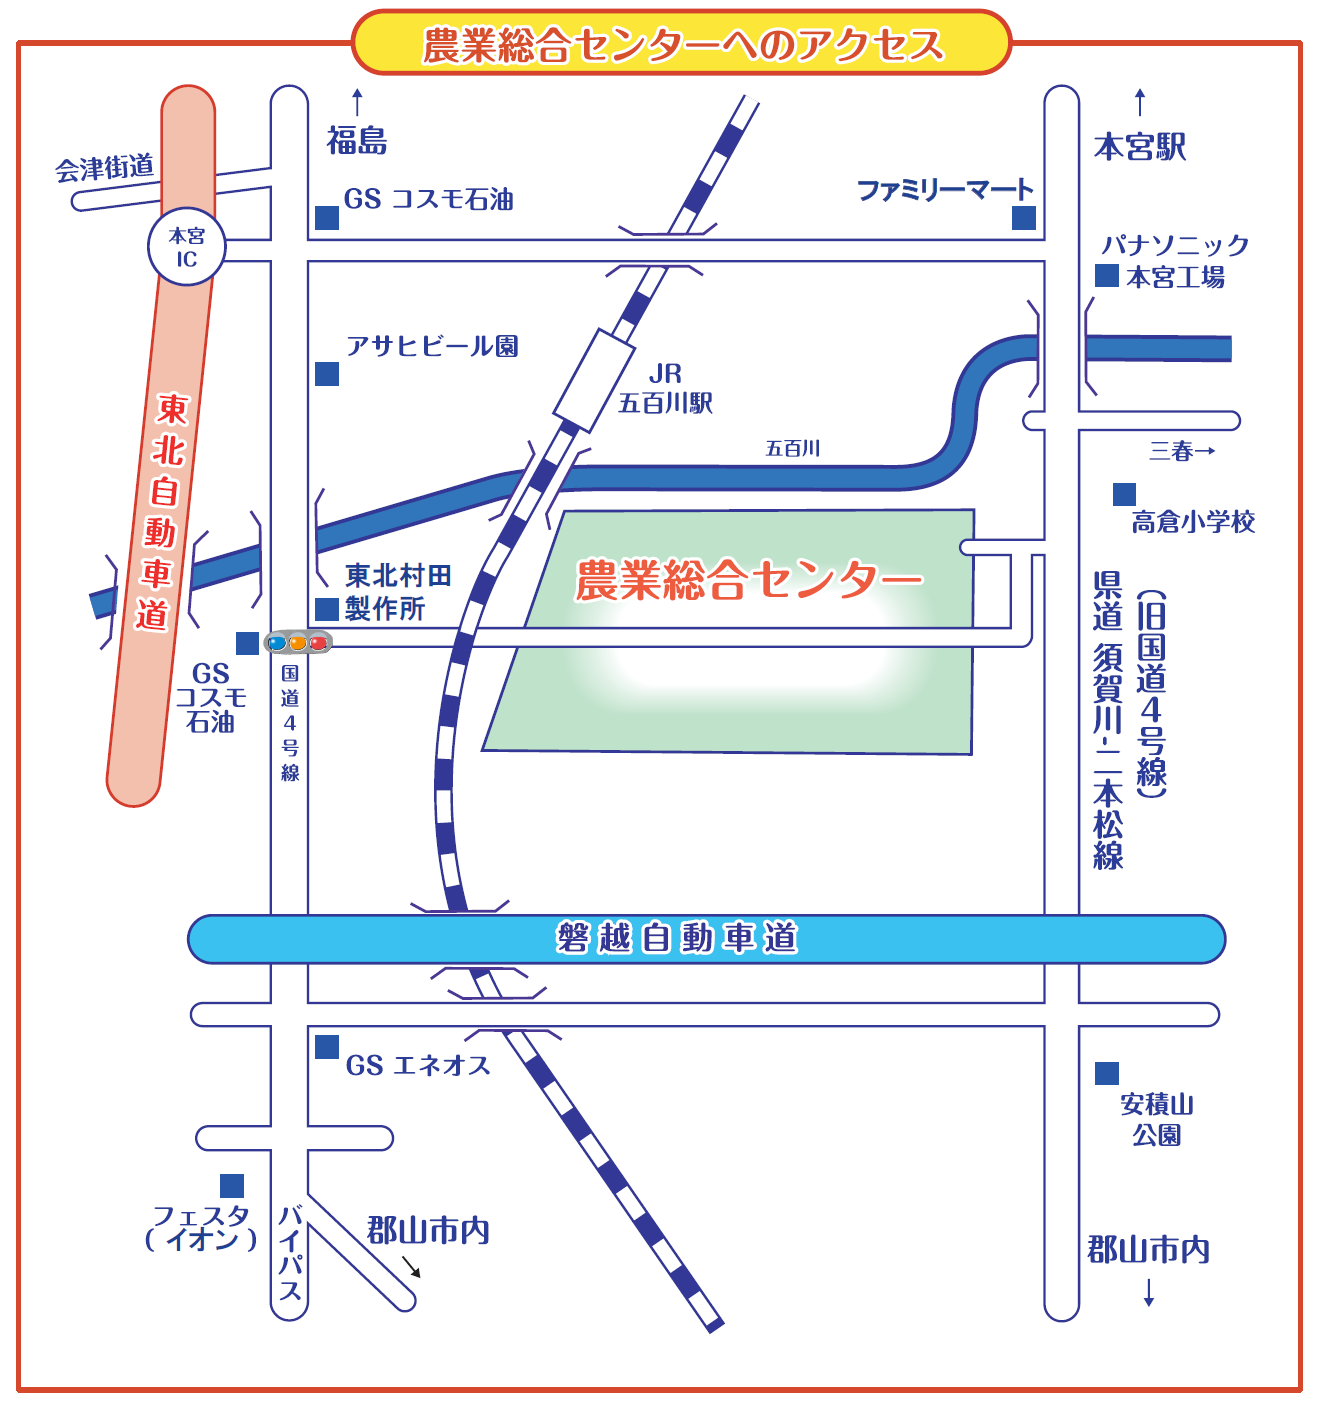 農業総合センターへのアクセス
福島
本宮駅
会津街道
GS コスモ石油
ファミリーマート
本宮
IC
パナソニック
本宮工場
アサヒビール園
JR
五百川駅
東北自動車道
五百川
三春→
高倉小学校
東北村田
製作所
農業総合センター
GS
コスモ
石油
国道4号線
(旧国道4号線)
県道 須賀川-二本松線
磐越自動車道
GS エネオス
安積山
公園
フェスタ
(イオン)
バイパス
郡山市内
郡山市内